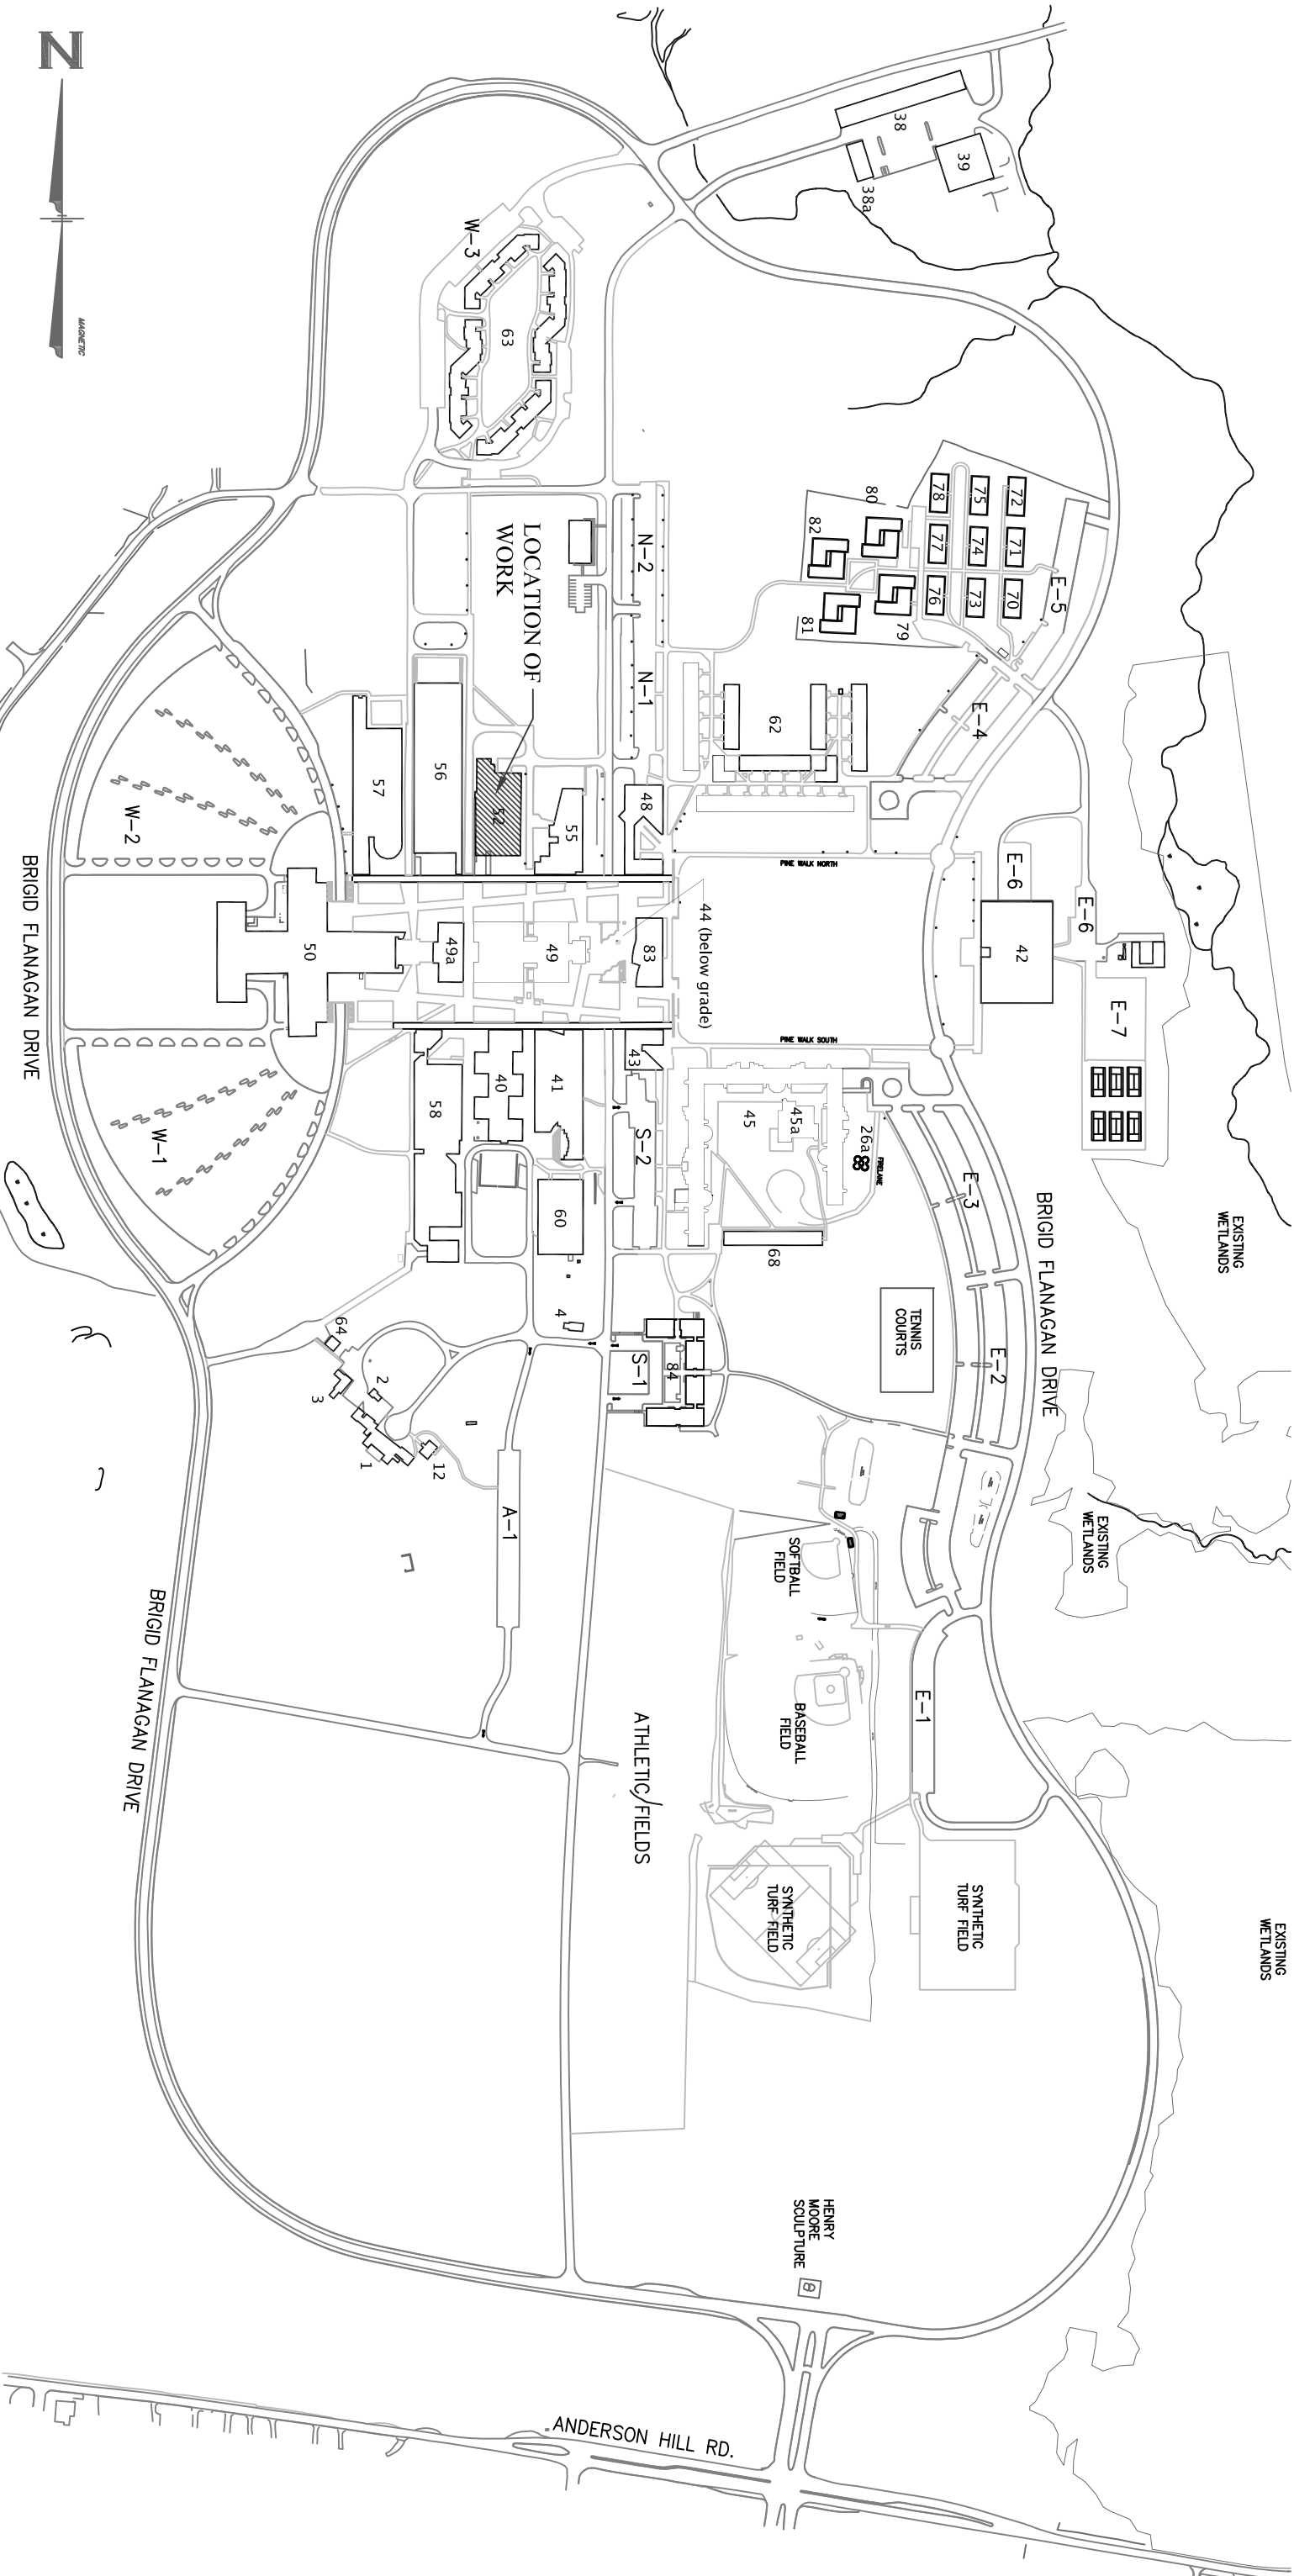 N
MAGNETIC
38
39
38a
W-3
63
LOCATION OF
WORK
N-2
N-1
80
82
81
79
78
75
72
77
74
71
76
73
70
E-5
E-4
62
57
56
52
55
48
W-2
BRIGID FLANAGAN DRIVE
PINE WALK NORTH
E-6
E-6
42
E-7
50
49a
49
83
44 (below grade)
PINE WALK SOUTH
W-1
58
40
41
43
S-2
45
45a
26a
FIRELANE
60
68
E-3
BRIGID FLANAGAN DRIVE
EXISTING
WETLANDS
TENNIS
COURTS
E-2
64
4
S-1
84
3
2
1
12
A-1
EXISTING
WETLANDS
SOFTBALL
FIELD
BASEBALL
FIELD
E-1
BRIGID FLANAGAN DRIVE
ATHLETIC FIELDS
SYNTHETIC
TURF FIELD
SYNTHETIC
TURF FIELD
EXISTING
WETLANDS
HENRY
MOORE
SCULPTURE
ANDERSON HILL RD.